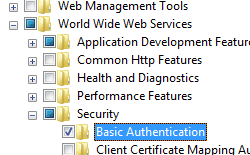 Web Management Tools
World Wide Web Services
Application Development Feature
Common Http Features
Health and Diagnostics
Performance Features
Security
Basic Authentication
Client Certificate Mapping Au